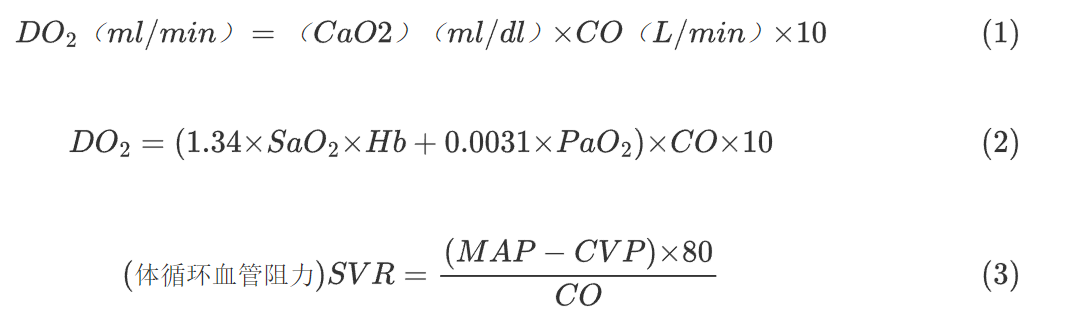 DO₂（ml/min）=（CaO2）（ml/dl）×CO（L/min）×10 (1)
DO₂ = (1.34×SaO₂×Hb + 0.0031×PaO₂)×CO×10 (2)
(体循环血管阻力)SVR = \frac{(MAP − CVP)×80}{CO} (3)